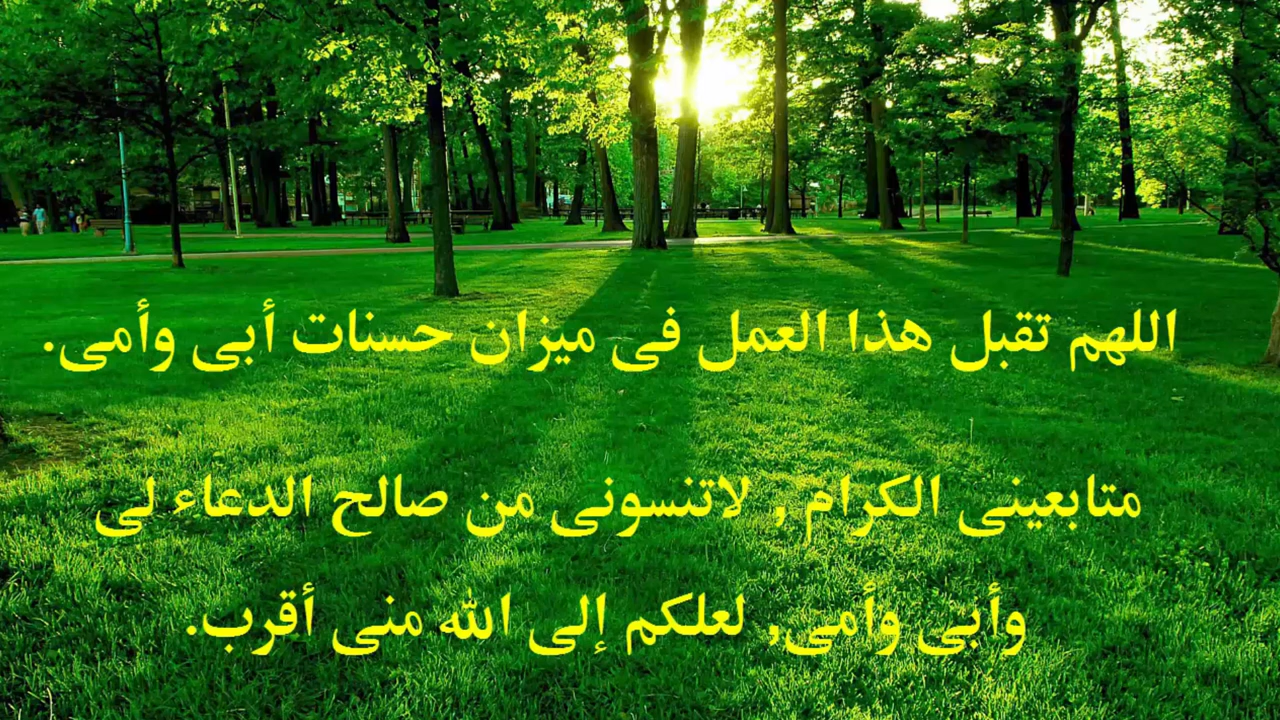 اللهم تقبل هذا العمل فى ميزان حسنات أبى وأمى.
متابعينى الكرام , لاتنسونى من صالح الدعاء لى
وأبى وأمى, لعلكم إلى الله منى أقرب.